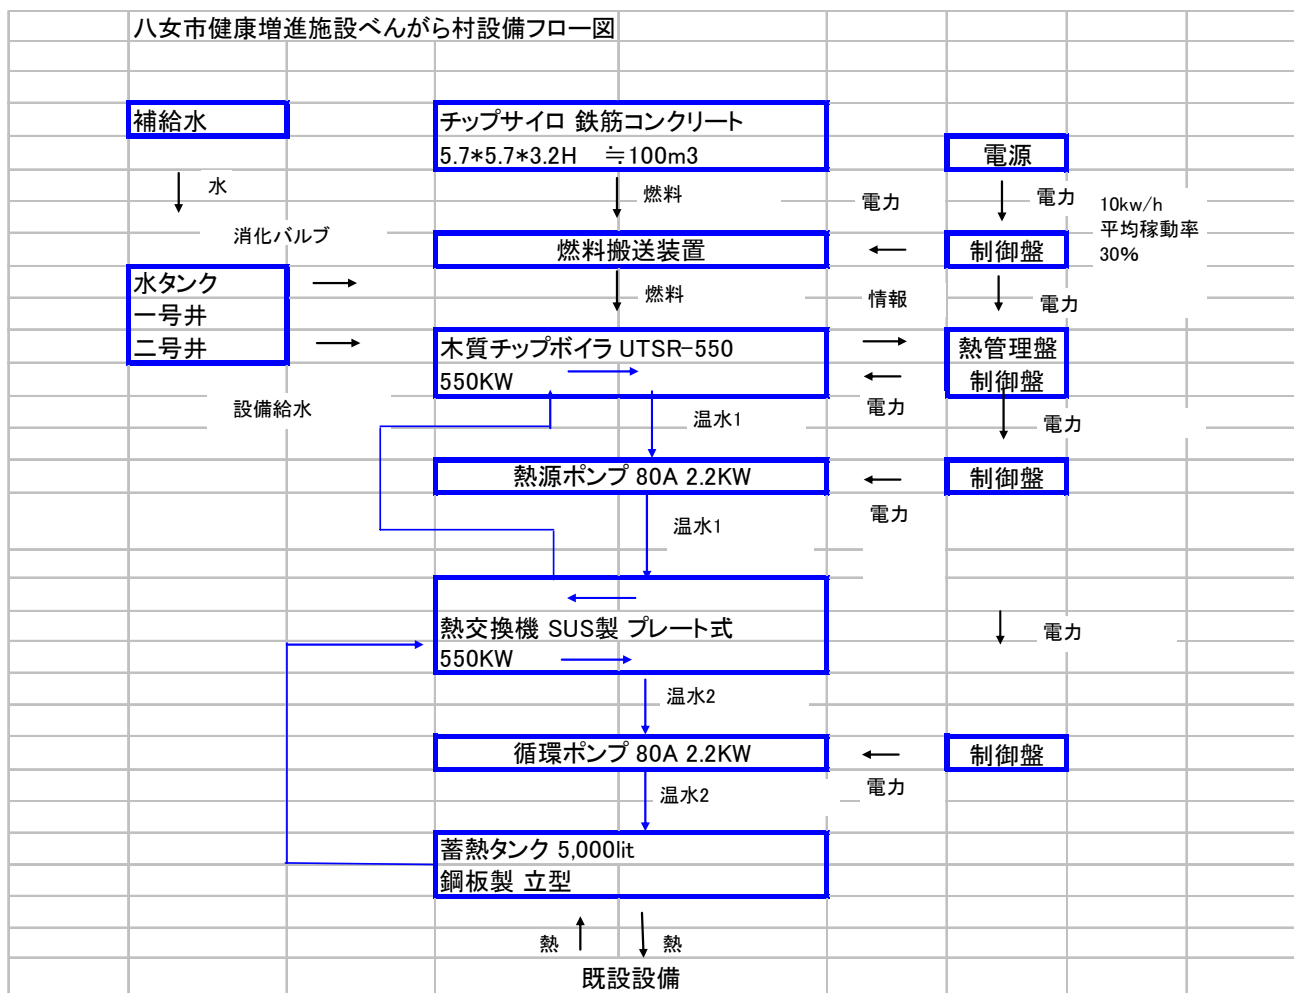 八女市健康増進施設べんがら村設備フロー図
補給水
チップサイロ 鉄筋コンクリート
5.7*5.7*3.2H ≒100m3
電源
水
燃料
電力
電力
10kw/h
平均稼動率
30%
消化バルブ
燃料搬送装置
制御盤
水タンク
一号井
二号井
燃料
情報
電力
木質チップボイラ UTSR-550
550KW
熱管理盤
制御盤
設備給水
温水1
電力
電力
熱源ポンプ 80A 2.2KW
制御盤
温水1
電力
熱交換機 SUS製 プレート式
550KW
電力
温水2
循環ポンプ 80A 2.2KW
制御盤
温水2
電力
蓄熱タンク 5,000lit
鋼板製 立型
熱
熱
既設設備